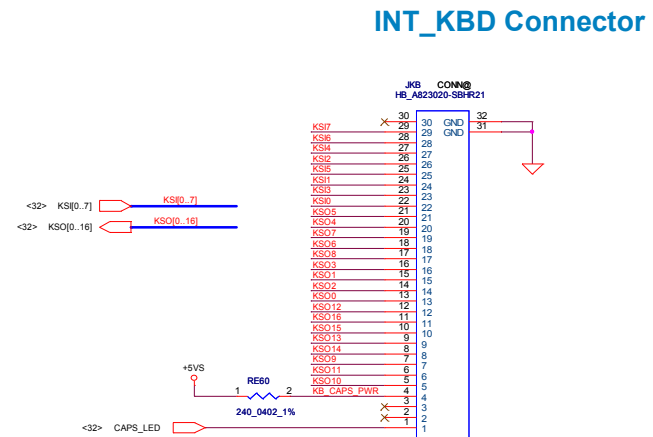 INT_KBD Connector
JKB CONN@
HB_A823020-SBHR21
30 30 GND 32
KSI7 29 29 GND 31
KSI6 28 28
KSI4 27 27
KSI2 26 26
KSI5 25 25
KSI1 24 24
KSI3 23 23
KSI0 22 22
KSO5 21 21
KSO4 20 20
KSO7 19 19
KSO6 18 18
KSO8 17 17
KSO3 16 16
KSO1 15 15
KSO2 14 14
KSO0 13 13
KSO12 12 12
KSO16 11 11
KSO15 10 10
KSO13 9 9
KSO14 8 8
KSO9 7 7
KSO11 6 6
KSO10 5 5
KB_CAPS_PWR 4 4
3 3
2 2
1 1
<32> KSI[0..7] KSI[0..7]
<32> KSO[0..16] KSO[0..16]
+5VS
RE60
1 2
240_0402_1%
<32> CAPS_LED